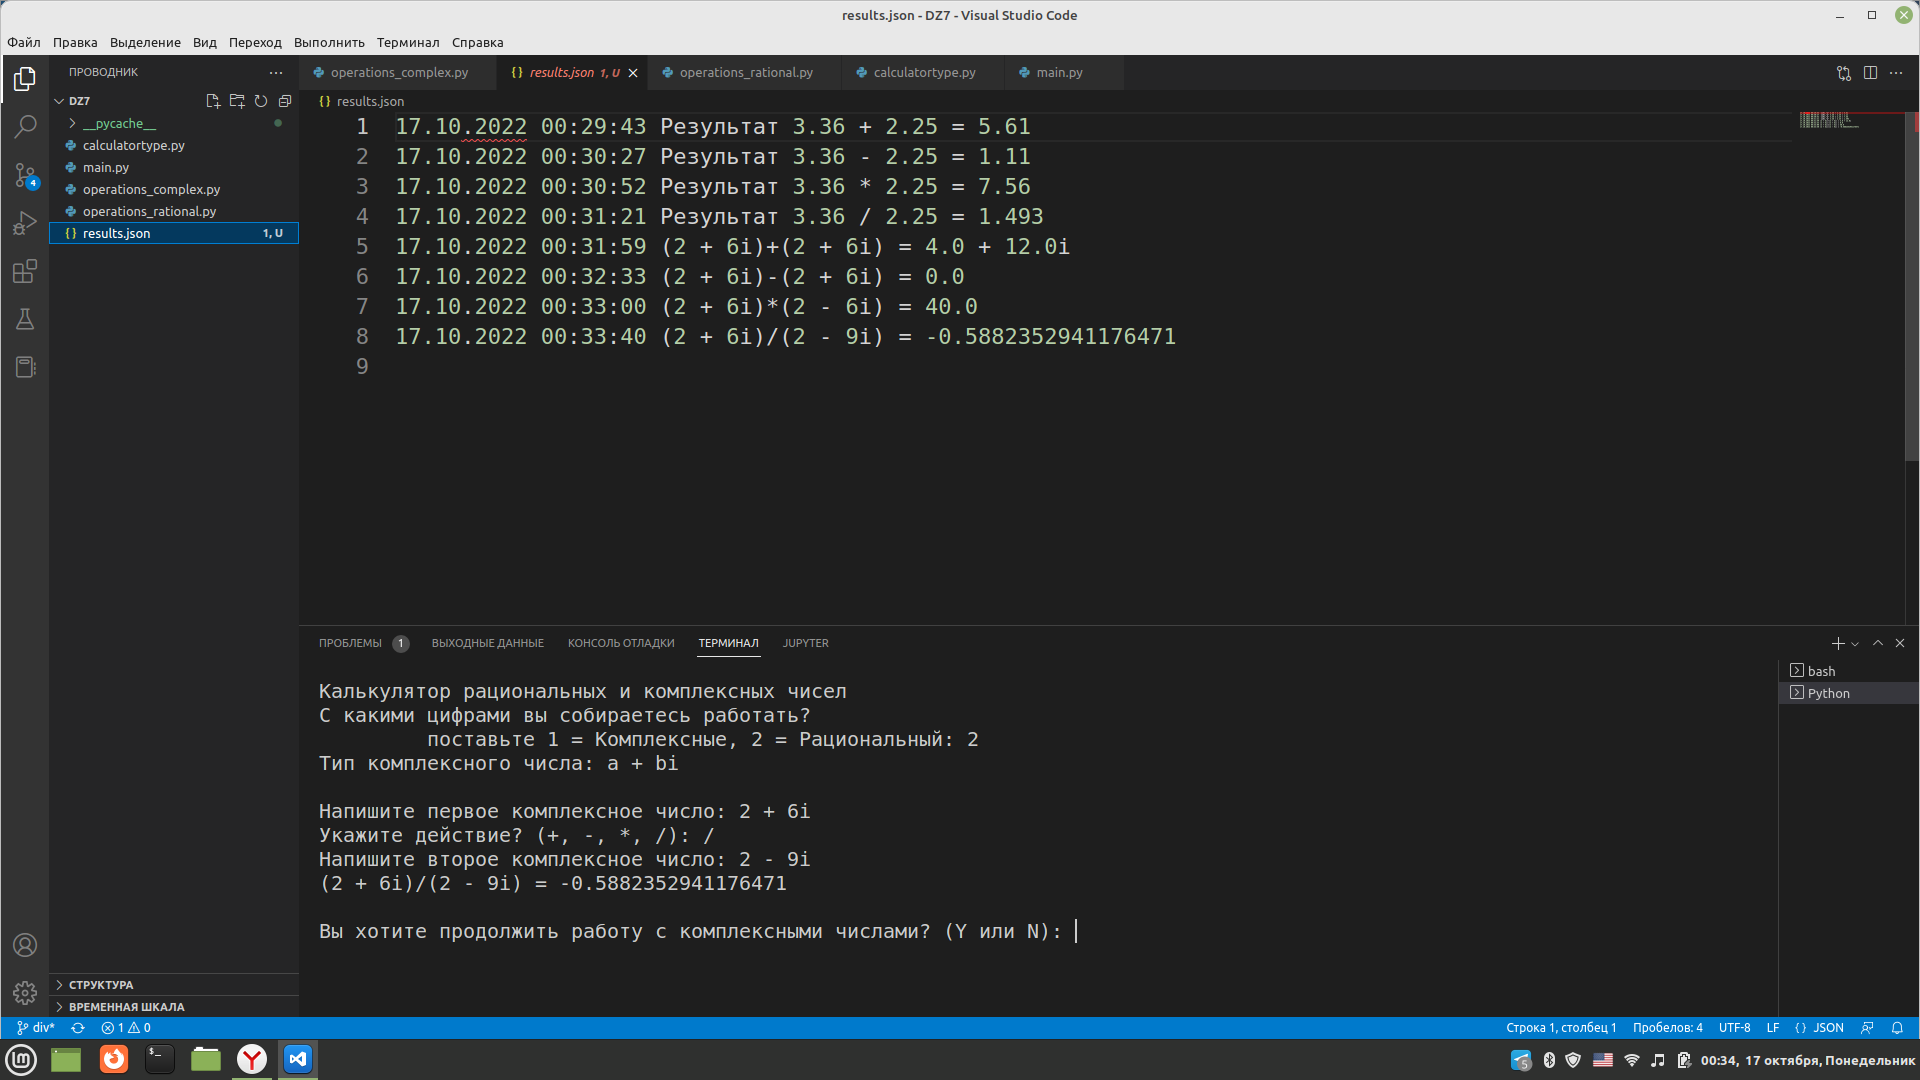 results.json - DZ7 - Visual Studio Code
Файл Правка Выделение Вид Переход Выполнить Терминал Справка
ПРОВОДНИК
DZ7
__pycache__
calculatortype.py
main.py
operations_complex.py
operations_rational.py
results.json 1, U
СТРУКТУРА
ВРЕМЕННАЯ ШКАЛА
4
operations_complex.py results.json 1, U operations_rational.py calculatortype.py main.py
results.json
1 17.10.2022 00:29:43 Результат 3.36 + 2.25 = 5.61
2 17.10.2022 00:30:27 Результат 3.36 - 2.25 = 1.11
3 17.10.2022 00:30:52 Результат 3.36 * 2.25 = 7.56
4 17.10.2022 00:31:21 Результат 3.36 / 2.25 = 1.493
5 17.10.2022 00:31:59 (2 + 6i)+(2 + 6i) = 4.0 + 12.0i
6 17.10.2022 00:32:33 (2 + 6i)-(2 + 6i) = 0.0
7 17.10.2022 00:33:00 (2 + 6i)*(2 - 6i) = 40.0
8 17.10.2022 00:33:40 (2 + 6i)/(2 - 9i) = -0.5882352941176471
9
ПРОБЛЕМЫ 1 ВЫХОДНЫЕ ДАННЫЕ КОНСОЛЬ ОТЛАДКИ ТЕРМИНАЛ JUPYTER
Калькулятор рациональных и комплексных чисел
С какими цифрами вы собираетесь работать?
поставьте 1 = Комплексные, 2 = Рациональный: 2
Тип комплексного числа: a + bi
Напишите первое комплексное число: 2 + 6i
Укажите действие? (+, -, *, /): /
Напишите второе комплексное число: 2 - 9i
(2 + 6i)/(2 - 9i) = -0.5882352941176471
Вы хотите продолжить работу с комплексными числами? (Y или N):
bash
Python
div* 1 0 Строка 1, столбец 1 Пробелов: 4 UTF-8 LF {} JSON
lm $_ Y 5 00:34, 17 октября, Понедельник